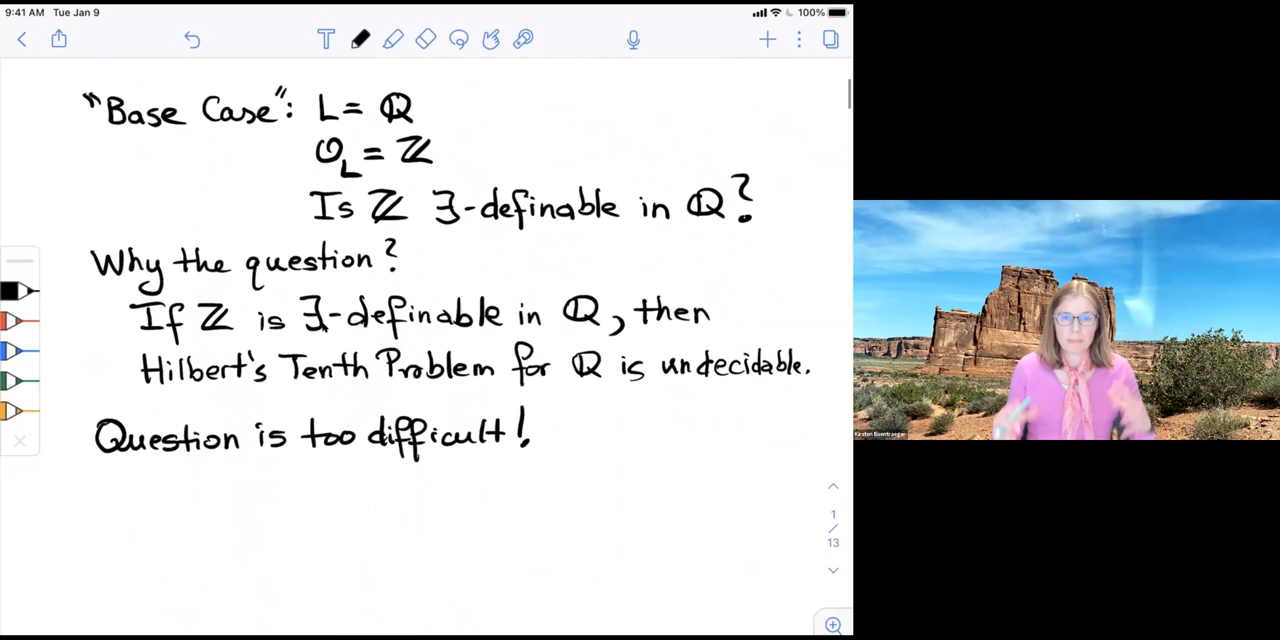 9:41 AM Tue Jan 9
100%
"Base Case": L = ℚ
O_L = ℤ
Is ℤ ∃-definable in ℚ?
Why the question?
If ℤ is ∃-definable in ℚ, then
Hilbert's Tenth Problem for ℚ is undecidable.
Question is too difficult!
1
/
13
Kirsten Eisentraeger